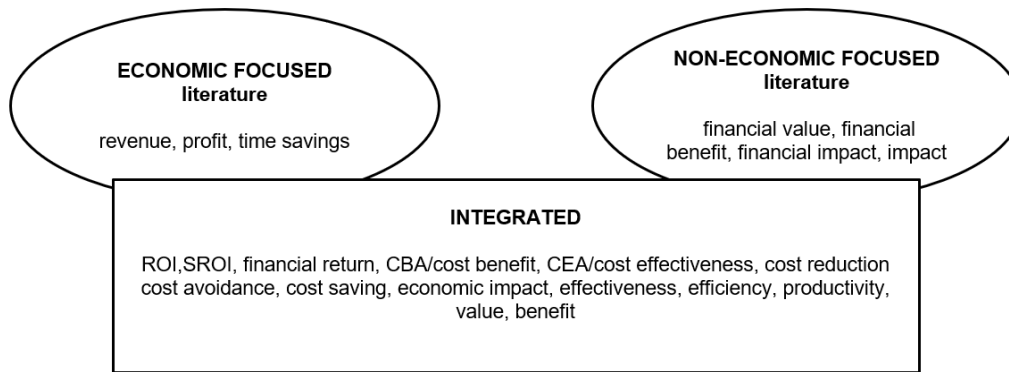 ECONOMIC FOCUSED
literature
revenue, profit, time savings
NON-ECONOMIC FOCUSED
literature
financial value, financial
benefit, financial impact, impact
INTEGRATED
ROI,SROI, financial return, CBA/cost benefit, CEA/cost effectiveness, cost reduction
cost avoidance, cost saving, economic impact, effectiveness, efficiency, productivity,
value, benefit